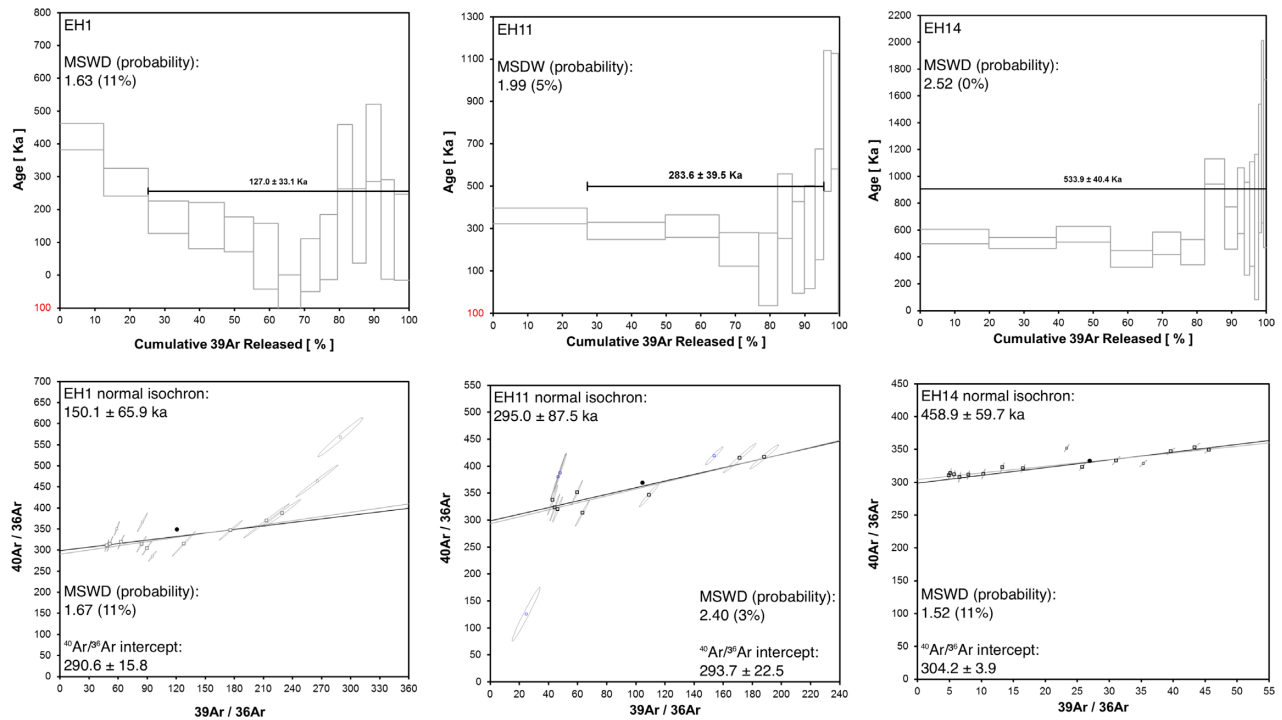 EH1
MSWD (probability):
1.63 (11%)
127.0 ± 33.1 Ka
Age [ Ka ]
800
700
600
500
400
300
200
100
0
100
0 10 20 30 40 50 60 70 80 90 100
Cumulative 39Ar Released [ % ]
EH11
MSDW (probability):
1.99 (5%)
283.6 ± 39.5 Ka
Age [ Ka ]
1300
1100
900
700
500
300
100
100
0 10 20 30 40 50 60 70 80 90 100
Cumulative 39Ar Released [ % ]
EH14
MSWD (probability):
2.52 (0%)
533.9 ± 40.4 Ka
Age [ Ka ]
2200
2000
1800
1600
1400
1200
1000
800
600
400
200
0
0 10 20 30 40 50 60 70 80 90 100
Cumulative 39Ar Released [ % ]
EH1 normal isochron:
150.1 ± 65.9 ka
MSWD (probability):
1.67 (11%)
40Ar/36Ar intercept:
290.6 ± 15.8
40Ar / 36Ar
700
650
600
550
500
450
400
350
300
250
200
150
100
50
0
0 30 60 90 120 150 180 210 240 270 300 330 360
39Ar / 36Ar
EH11 normal isochron:
295.0 ± 87.5 ka
MSWD (probability):
2.40 (3%)
40Ar/36Ar intercept:
293.7 ± 22.5
40Ar / 36Ar
550
500
450
400
350
300
250
200
150
100
50
0
0 20 40 60 80 100 120 140 160 180 200 220 240
39Ar / 36Ar
EH14 normal isochron:
458.9 ± 59.7 ka
MSWD (probability):
1.52 (11%)
40Ar/36Ar intercept:
304.2 ± 3.9
40Ar / 36Ar
450
400
350
300
250
200
150
100
50
0
0 5 10 15 20 25 30 35 40 45 50 55
39Ar / 36Ar